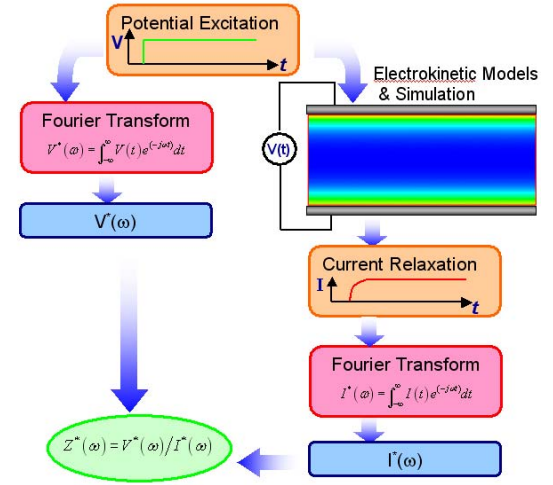 Potential Excitation
V
t
Electrokinetic Models
& Simulation
Fourier Transform
V*(ω) = ∫_{-∞}^{∞} V(t)e^{(-jωt)}dt
V(t)
V*(ω)
Current Relaxation
I
t
Fourier Transform
I*(ω) = ∫_{-∞}^{∞} I(t)e^{(-jωt)}dt
Z*(ω) = V*(ω)/I*(ω)
I*(ω)